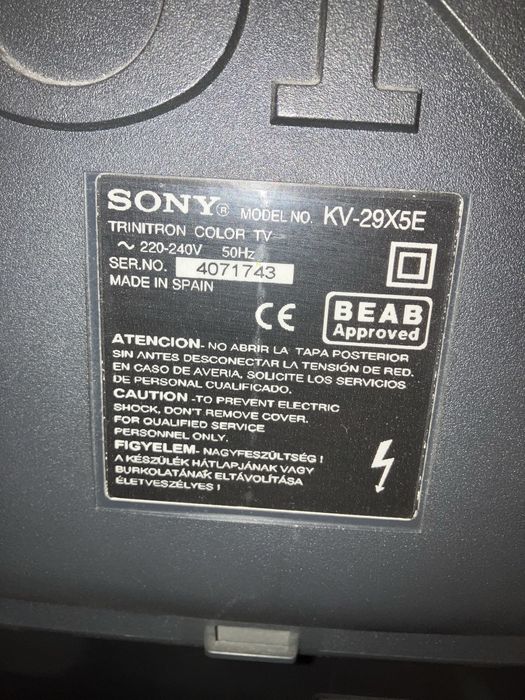 SONY® MODEL NO. KV-29X5E
TRINITRON COLOR TV
~ 220-240V 50Hz
SER.NO. 4071743
MADE IN SPAIN
CE
BEAB
Approved
ATENCION- NO ABRIR LA TAPA POSTERIOR
SIN ANTES DESCONECTAR LA TENSIÓN DE RED.
EN CASO DE AVERIA, SOLICITE LOS SERVICIOS
DE PERSONAL CUALIFICADO.
CAUTION -TO PREVENT ELECTRIC
SHOCK, DON'T REMOVE COVER.
FOR QUALIFIED SERVICE
PERSONNEL ONLY.
FIGYELEM- NAGYFESZÜLTSÉG !
A KÉSZÜLÉK HÁTLAPJÁNAK VAGY
BURKOLATÁNAK ELTÁVOLÍTÁSA
ÉLETVESZÉLYES !